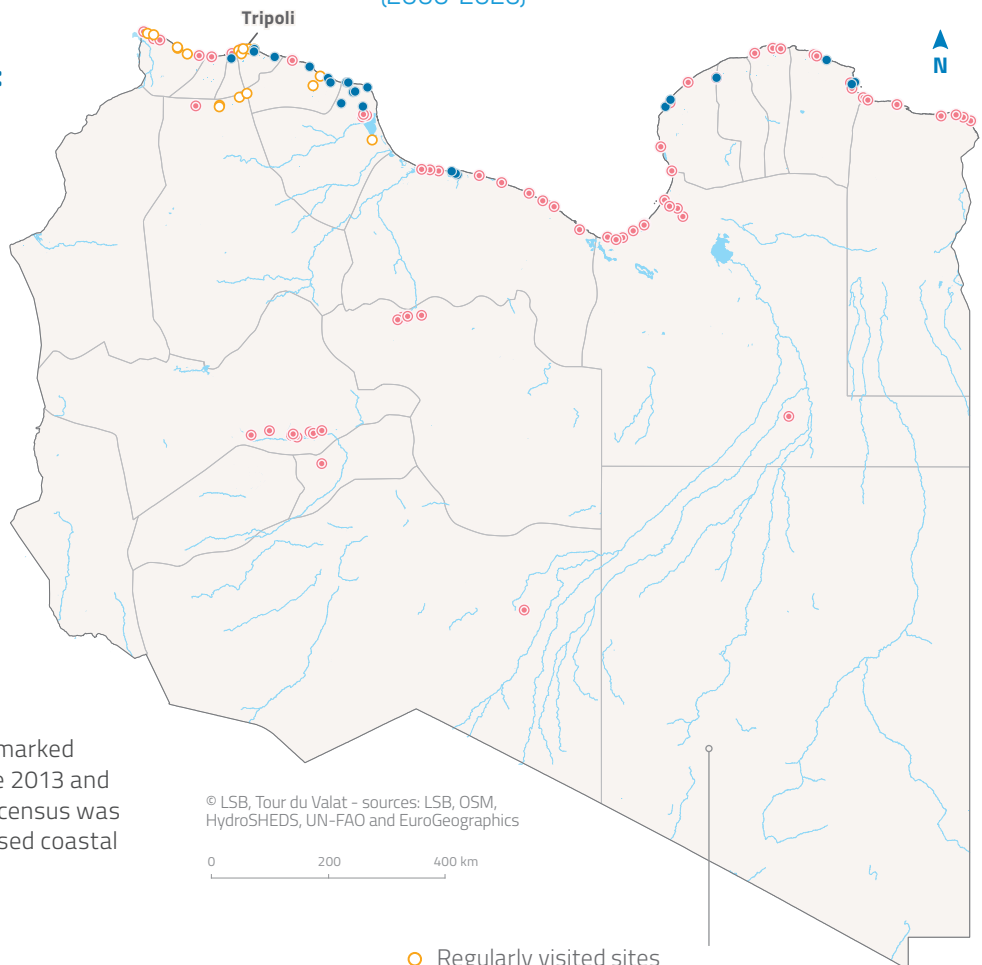 Tripoli
N
marked
2013 and
census was
coastal
© LSB, Tour du Valat - sources: LSB, OSM,
HydroSHEDS, UN-FAO and EuroGeographics
0 200 400 km
Regularly visited sites